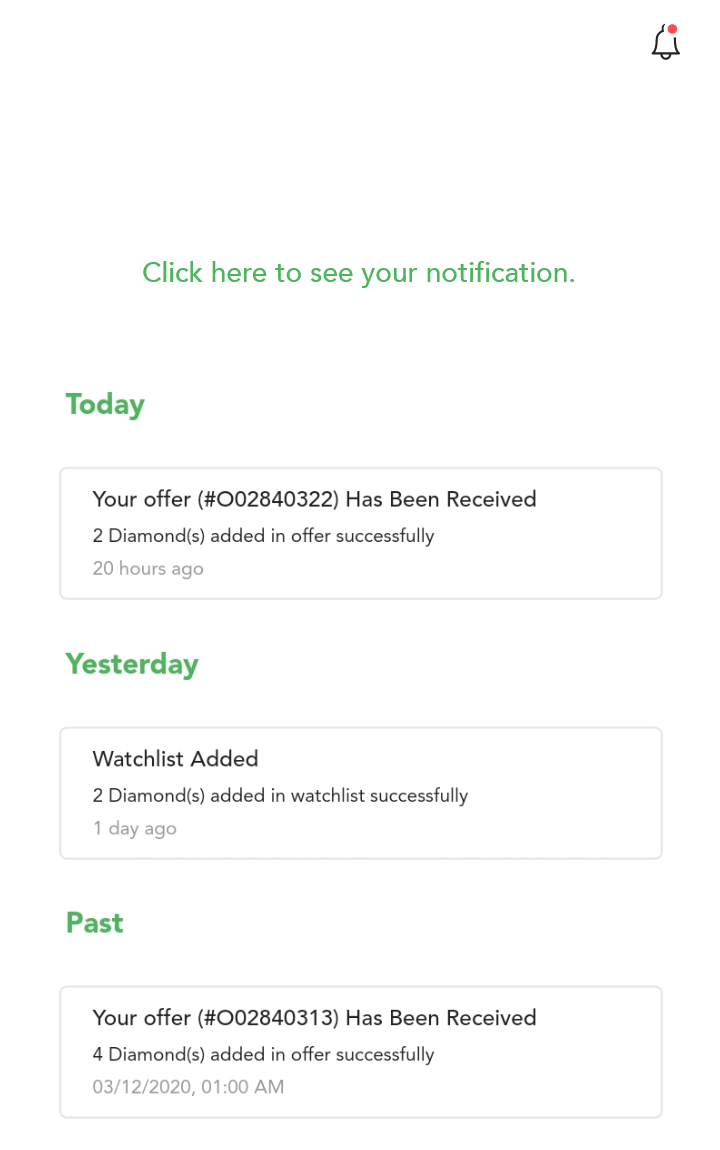 Click here to see your notification.
Today
Your offer (#O02840322) Has Been Received
2 Diamond(s) added in offer successfully
20 hours ago
Yesterday
Watchlist Added
2 Diamond(s) added in watchlist successfully
1 day ago
Past
Your offer (#O02840313) Has Been Received
4 Diamond(s) added in offer successfully
03/12/2020, 01:00 AM